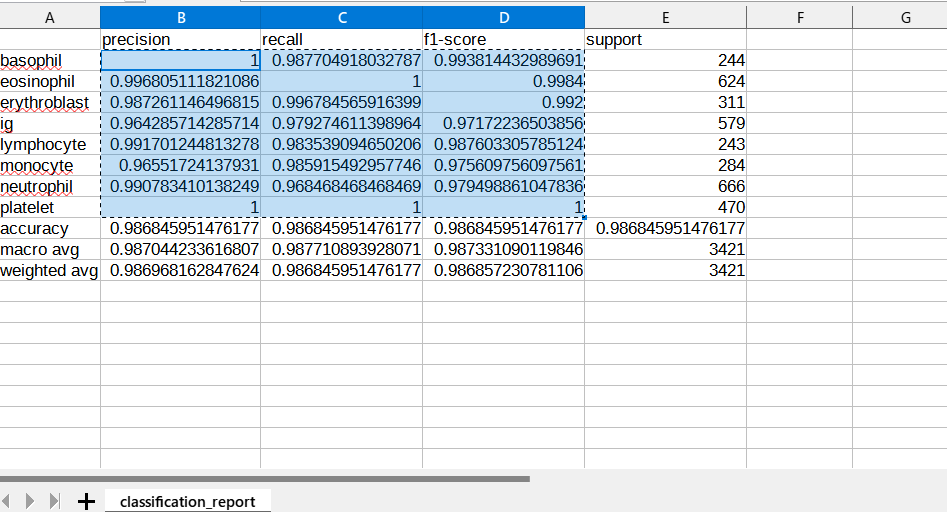 A B C D E F G
precision recall f1-score support
basophil 1 0.987704918032787 0.993814432989691 244
eosinophil 0.996805111821086 1 0.9984 624
erythroblast 0.987261146496815 0.996784565916399 0.992 311
ig 0.964285714285714 0.979274611398964 0.97172236503856 579
lymphocyte 0.991701244813278 0.983539094650206 0.987603305785124 243
monocyte 0.96551724137931 0.985915492957746 0.975609756097561 284
neutrophil 0.990783410138249 0.968468468468469 0.979498861047836 666
platelet 1 1 1 470
accuracy 0.986845951476177 0.986845951476177 0.986845951476177 0.986845951476177
macro avg 0.987044233616807 0.987710893928071 0.987331090119846 3421
weighted avg 0.986968162847624 0.986845951476177 0.986857230781106 3421
classification_report